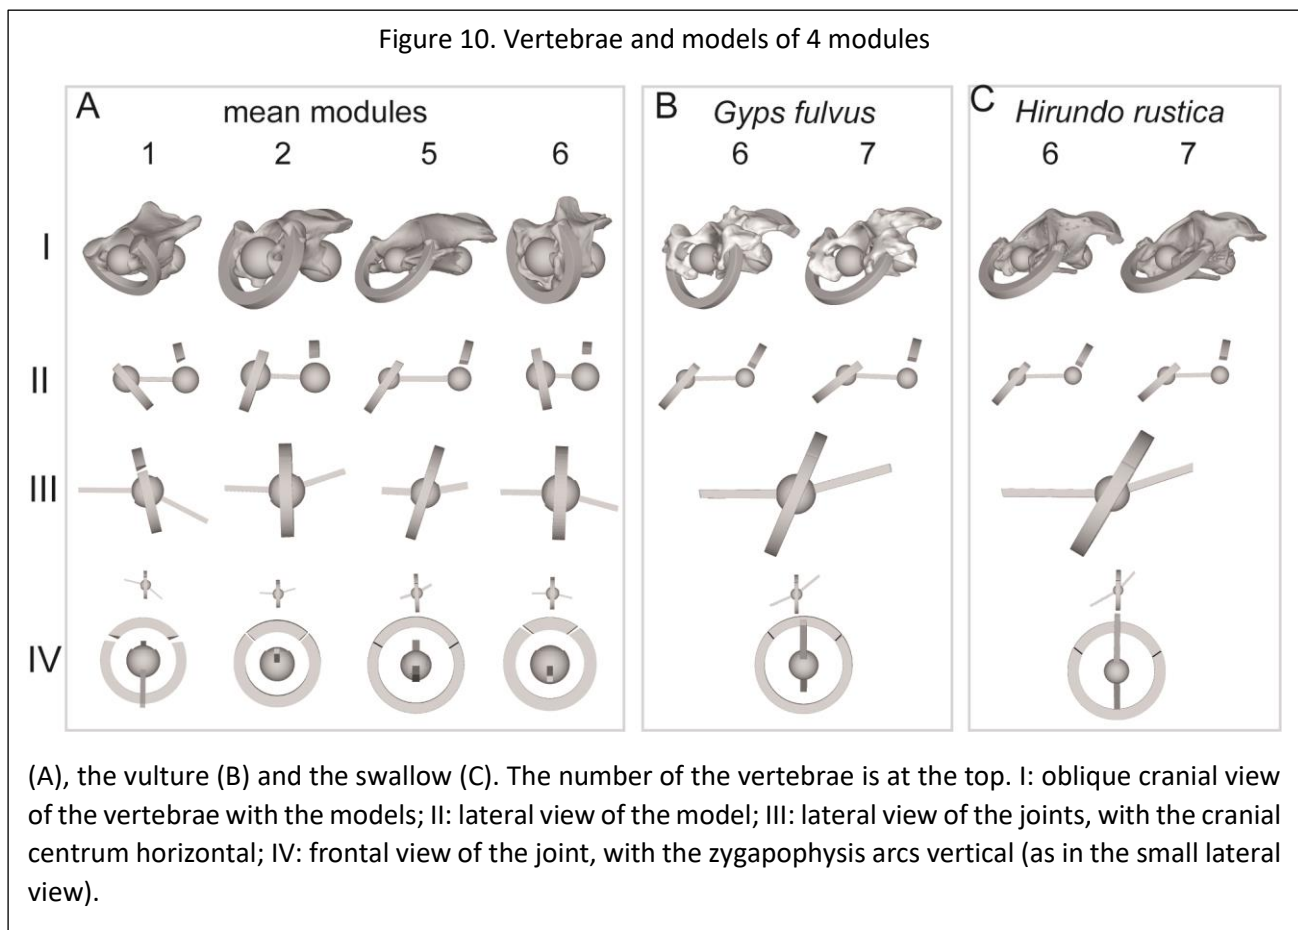 Figure 10. Vertebrae and models of 4 modules
A mean modules B Gyps fulvus C Hirundo rustica
1 2 5 6 6 7 6 7
I
II
III
IV
(A), the vulture (B) and the swallow (C). The number of the vertebrae is at the top. I: oblique cranial view
of the vertebrae with the models; II: lateral view of the model; III: lateral view of the joints, with the cranial
centrum horizontal; IV: frontal view of the joint, with the zygapophysis arcs vertical (as in the small lateral
view).